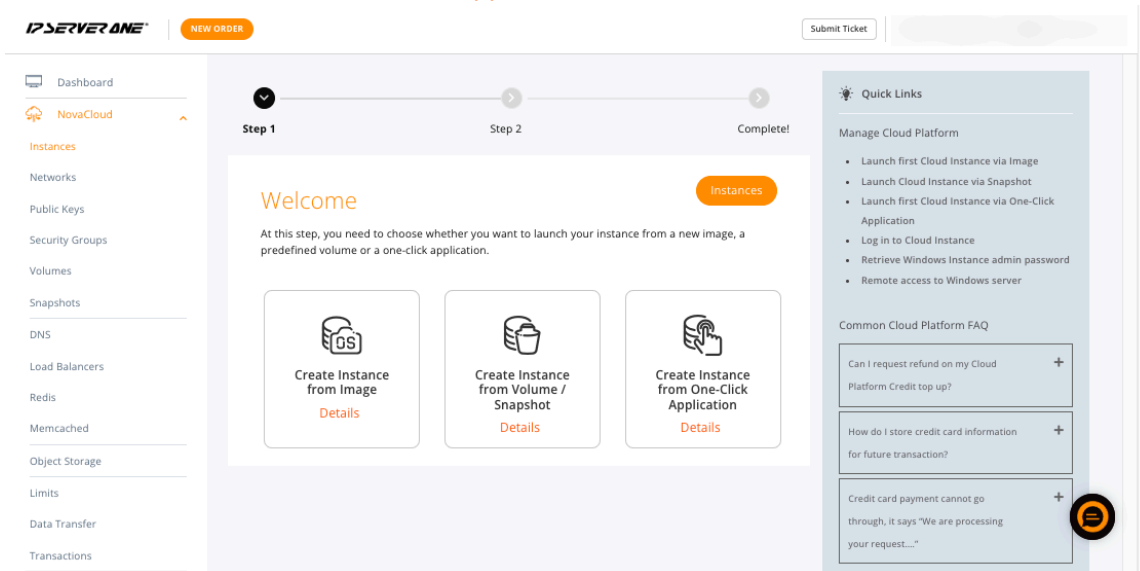 IP SERVER ONE
NEW ORDER
Submit Ticket
Dashboard
NovaCloud
Instances
Networks
Public Keys
Security Groups
Volumes
Snapshots
DNS
Load Balancers
Redis
Memcached
Object Storage
Limits
Data Transfer
Transactions
Step 1
Step 2
Complete!
Welcome
Instances
At this step, you need to choose whether you want to launch your instance from a new image, a
predefined volume or a one-click application.
OS
Create Instance
from Image
Details
Create Instance
from Volume /
Snapshot
Details
Create Instance
from One-Click
Application
Details
Quick Links
Manage Cloud Platform
Launch first Cloud Instance via Image
Launch Cloud Instance via Snapshot
Launch first Cloud Instance via One-Click
Application
Log in to Cloud Instance
Retrieve Windows Instance admin password
Remote access to Windows server
Common Cloud Platform FAQ
Can I request refund on my Cloud
Platform Credit top up?
How do I store credit card information
for future transaction?
Credit card payment cannot go
through, it says “We are processing
your request....”